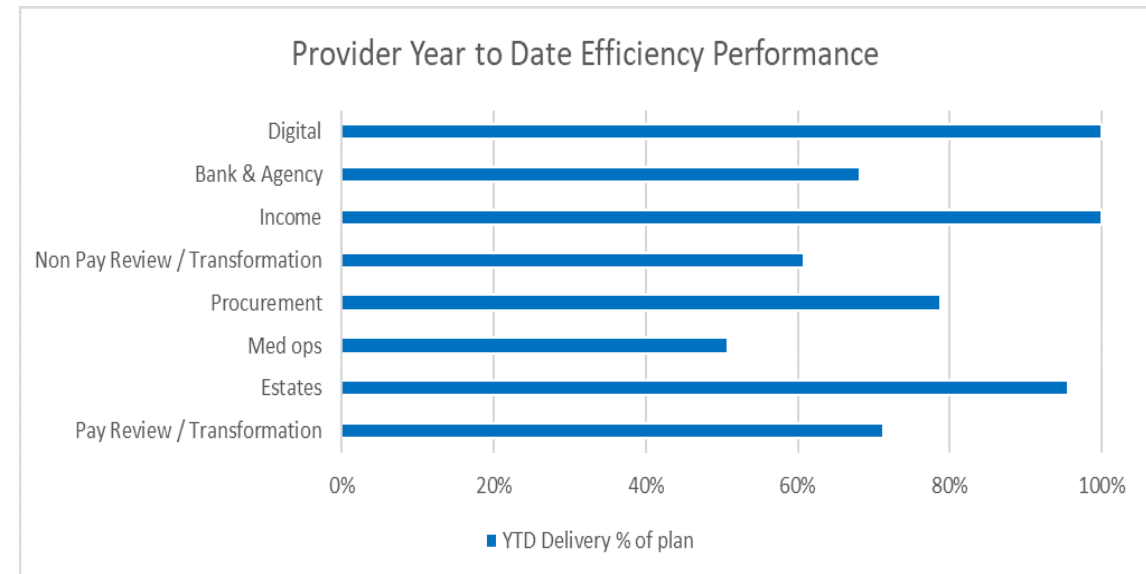 Provider Year to Date Efficiency Performance
Digital
Bank & Agency
Income
Non Pay Review / Transformation
Procurement
Med ops
Estates
Pay Review / Transformation
0% 20% 40% 60% 80% 100%
YTD Delivery % of plan